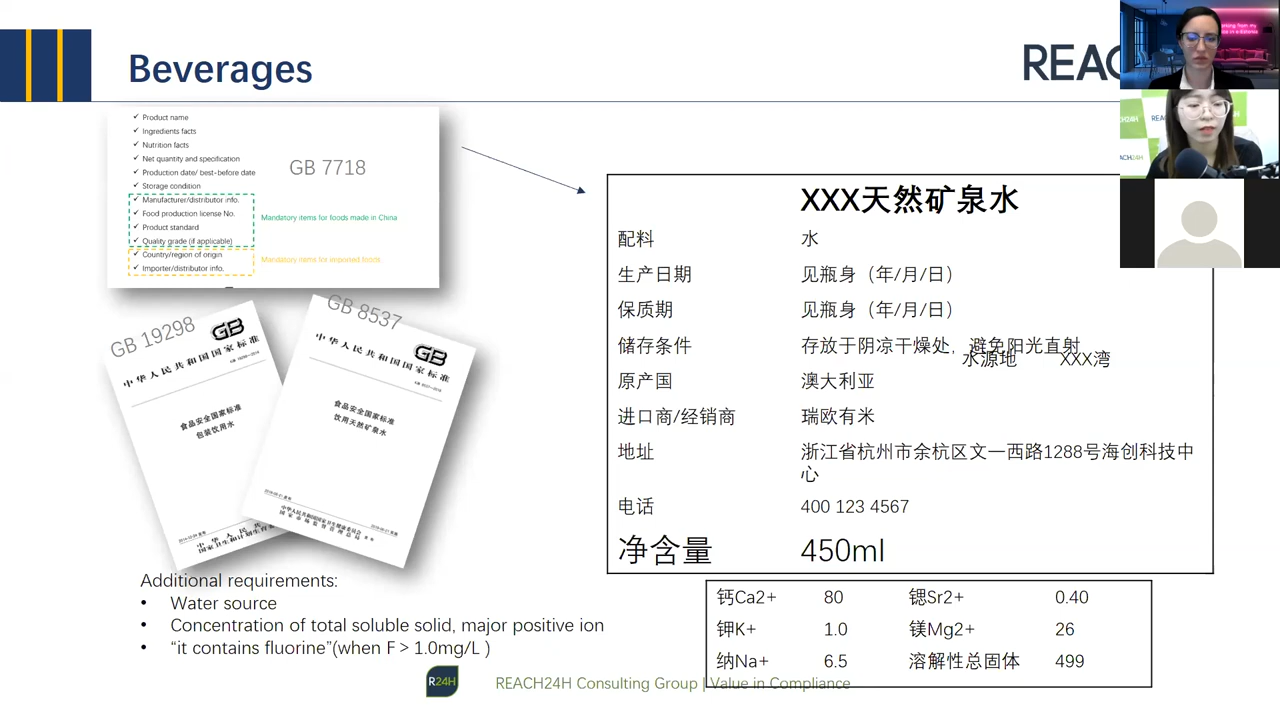 Beverages
REAC
Product name
Ingredients facts
Nutrition facts
Net quantity and specification
Production date/ best-before date
Storage condition
Manufacturer/distributor info.
Food production license No.
Product standard
Quality grade (if applicable)
Country/region of origin
Importer/distributor info.
GB 7718
Mandatory items for foods made in China
Mandatory items for imported foods
GB 19298
GB
中华人民共和国国家标准
食品安全国家标准
包装饮用水
GB 8537
GB
中华人民共和国国家标准
食品安全国家标准
饮用天然矿泉水
Additional requirements:
• Water source
• Concentration of total soluble solid, major positive ion
• “it contains fluorine”(when F > 1.0mg/L )
XXX天然矿泉水
配料 水
生产日期 见瓶身（年/月/日）
保质期 见瓶身（年/月/日）
储存条件 存放于阴凉干燥处，避免阳光直射
水源地 XXX湾
原产国 澳大利亚
进口商/经销商 瑞欧有米
地址 浙江省杭州市余杭区文一西路1288号海创科技中
心
电话 400 123 4567
净含量 450ml
钙Ca2+ 80 锶Sr2+ 0.40
钾K+ 1.0 镁Mg2+ 26
纳Na+ 6.5 溶解性总固体 499
R24H
REACH24H Consulting Group | Value in Compliance